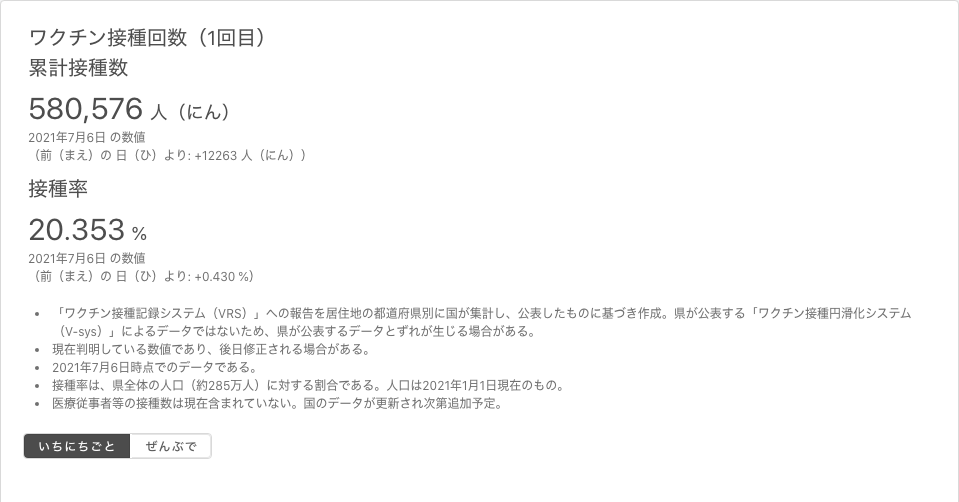 ワクチン接種回数（1回目）
累計接種数
580,576 人（にん）
2021年7月6日 の数値
（前（まえ）の 日（ひ）より: +12263 人（にん））
接種率
20.353 %
2021年7月6日 の数値
（前（まえ）の 日（ひ）より: +0.430 %）
• 「ワクチン接種記録システム（VRS）」への報告を居住地の都道府県別に国が集計し、公表したものに基づき作成。県が公表する「ワクチン接種円滑化システム
（V-sys）」によるデータではないため、県が公表するデータとずれが生じる場合がある。
• 現在判明している数値であり、後日修正される場合がある。
• 2021年7月6日時点でのデータである。
• 接種率は、県全体の人口（約285万人）に対する割合である。人口は2021年1月1日現在のもの。
• 医療従事者等の接種数は現在含まれていない。国のデータが更新され次第追加予定。
いちにちごと ぜんぶで